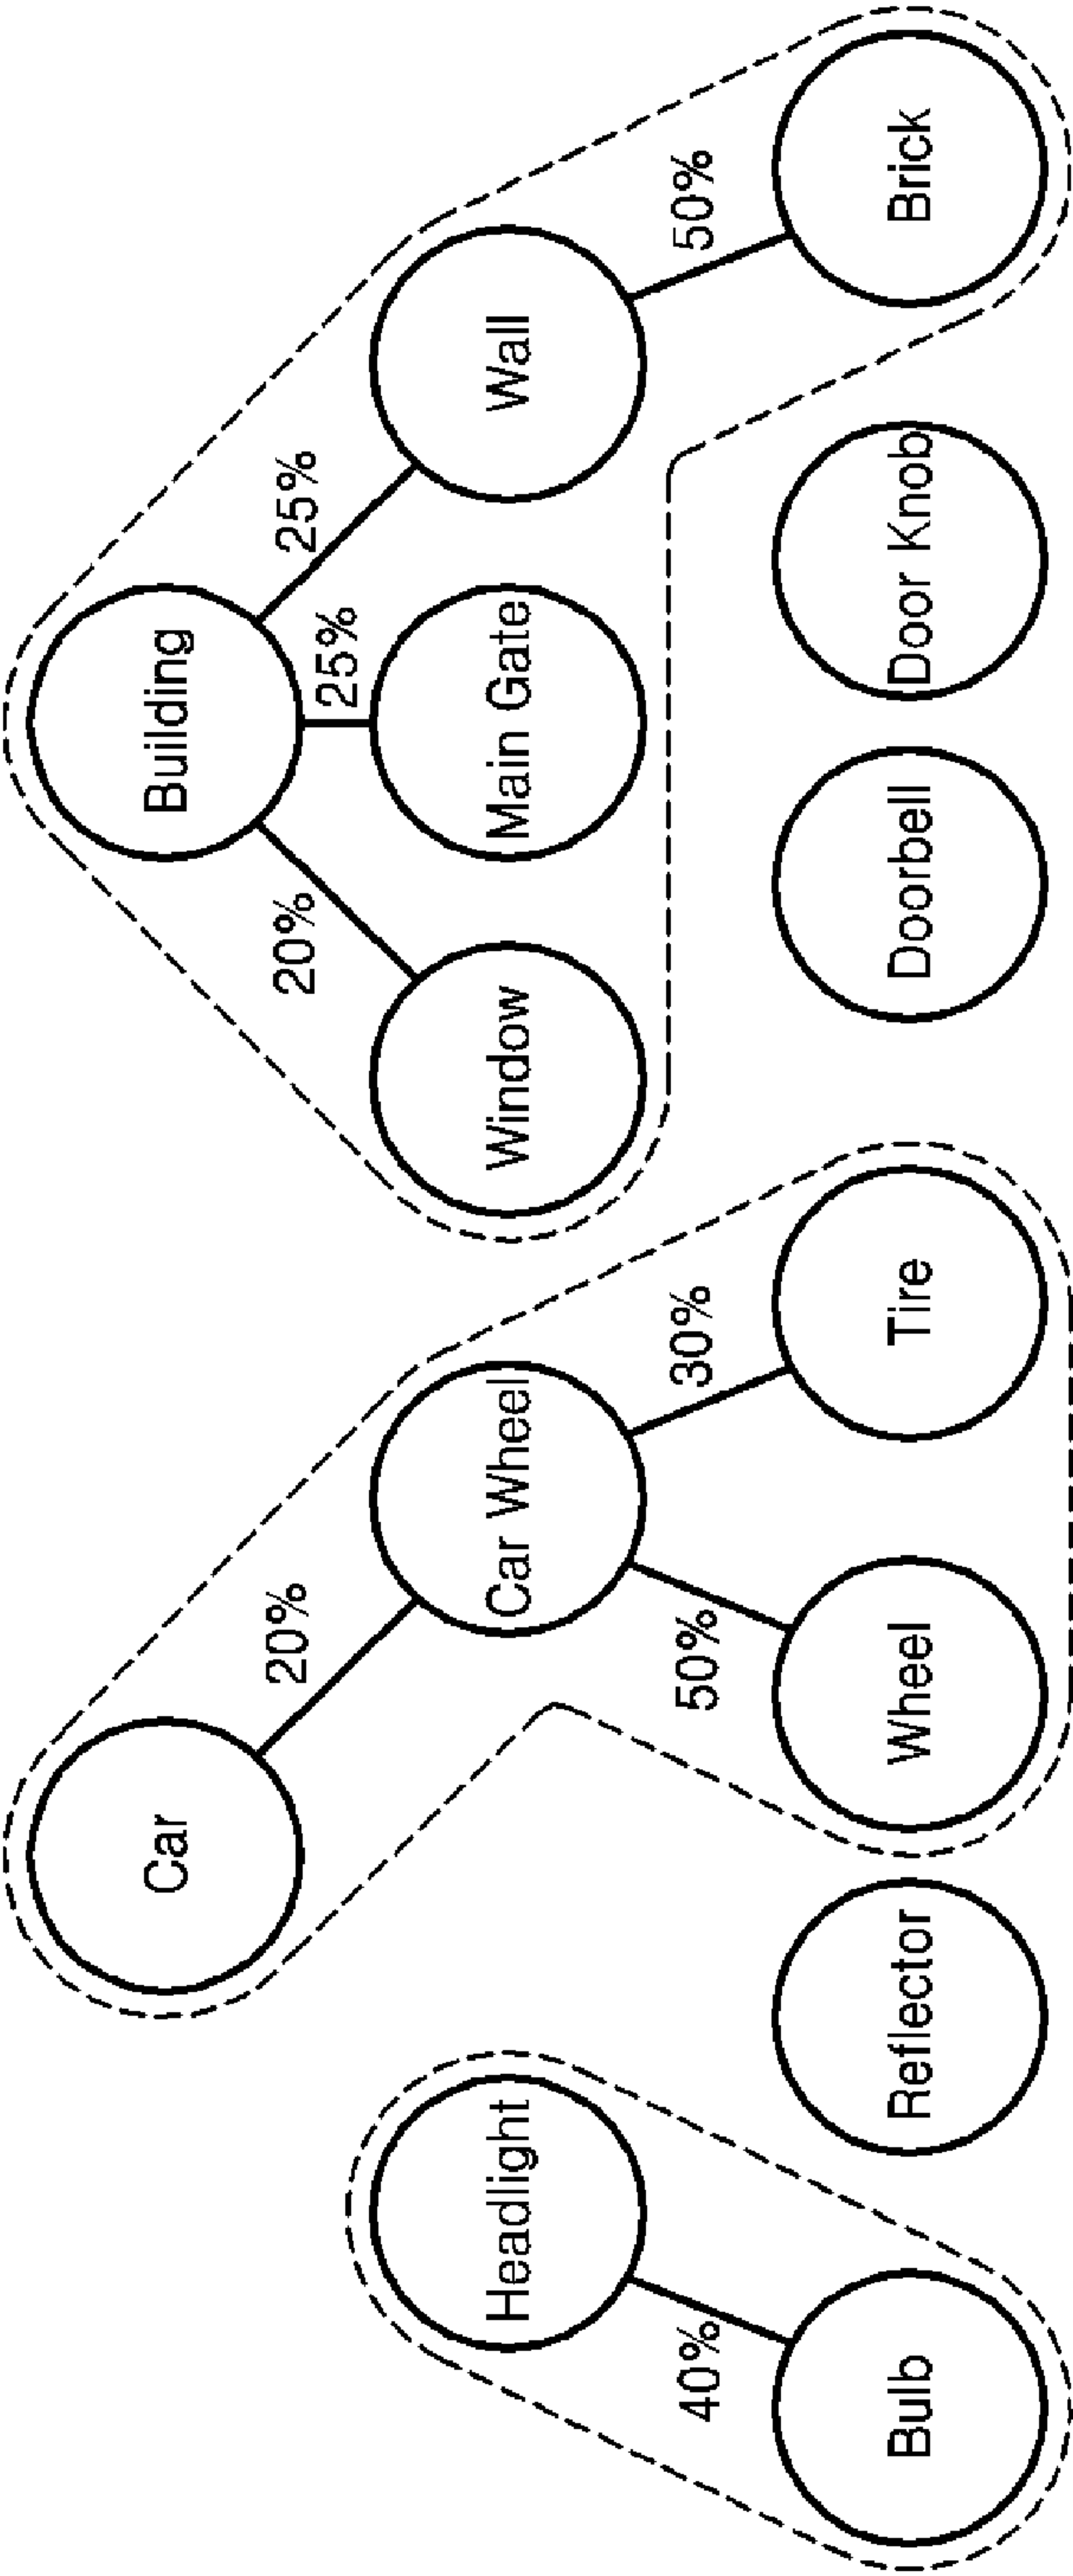 Car
Building
20%
20%
25%
25%
Headlight
Car Wheel
Window
Main Gate
Wall
40%
50%
30%
50%
Bulb
Reflector
Wheel
Tire
Doorbell
Door Knob
Brick